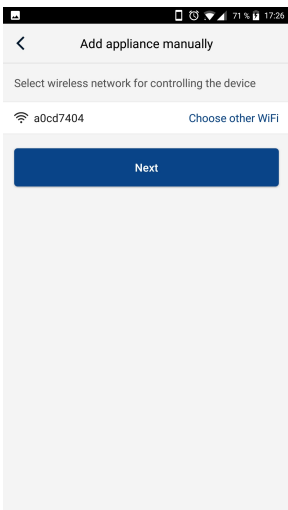 71 % 17:26
Add appliance manually
Select wireless network for controlling the device
a0cd7404 Choose other WiFi
Next